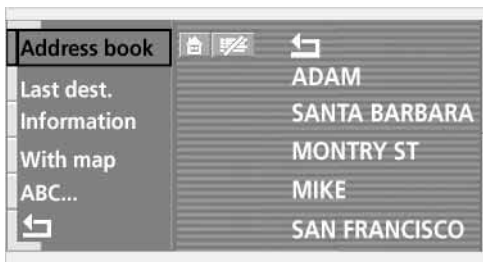 Address book
Last dest.
Information
With map
ABC...
ADAM
SANTA BARBARA
MONTRY ST
MIKE
SAN FRANCISCO